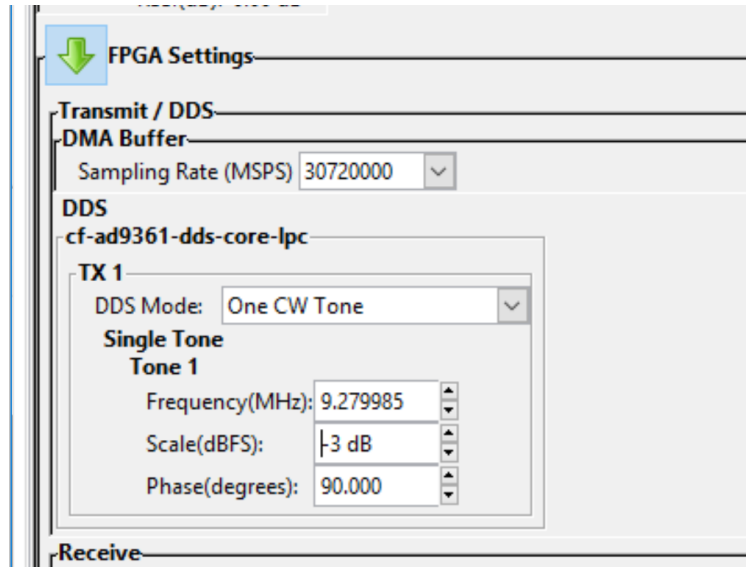 FPGA Settings
Transmit / DDS
DMA Buffer
Sampling Rate (MSPS) 30720000
DDS
cf-ad9361-dds-core-lpc
TX 1
DDS Mode: One CW Tone
Single Tone
Tone 1
Frequency(MHz): 9.279985
Scale(dBFS): -3 dB
Phase(degrees): 90.000
Receive